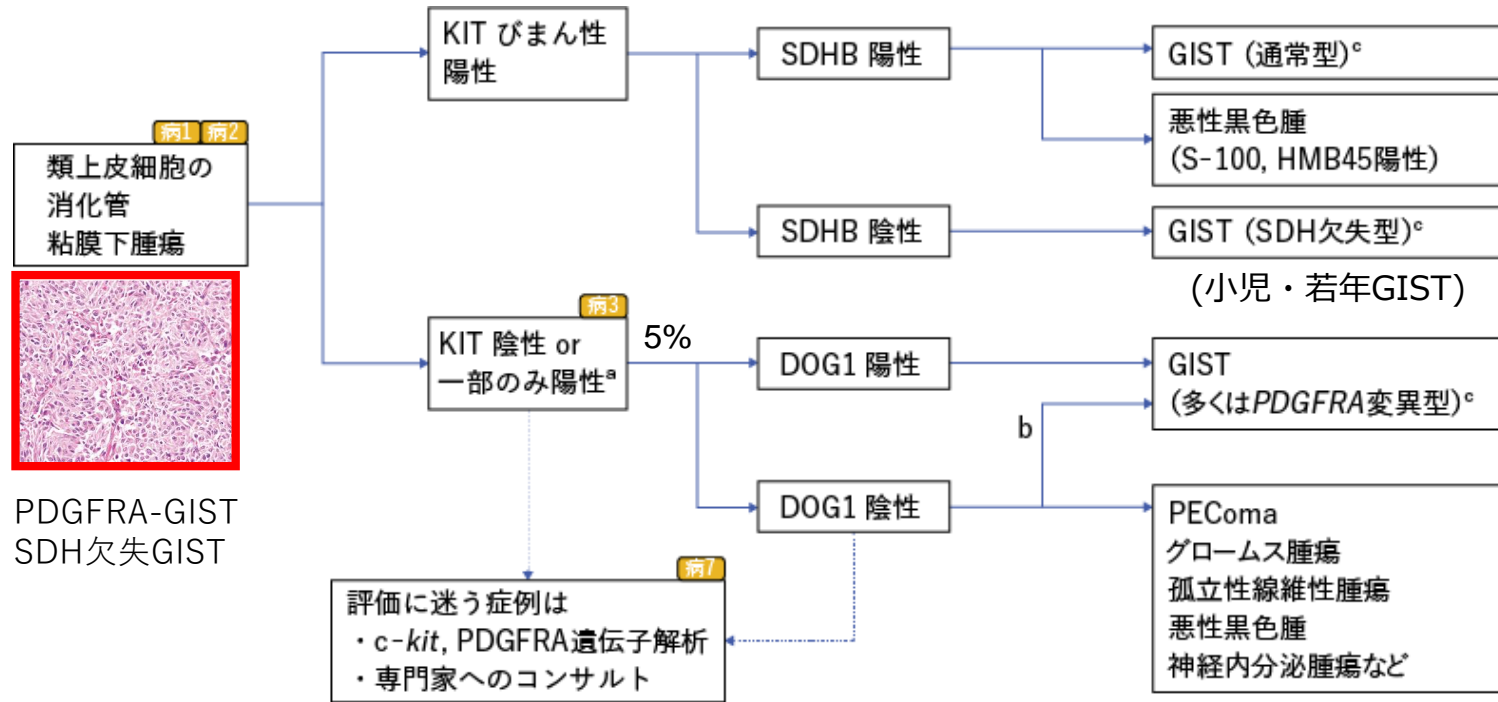 病1 病2
類上皮細胞の
消化管
粘膜下腫瘍
PDGFRA-GIST
SDH欠失GIST
KIT びまん性
陽性
SDHB 陽性
GIST (通常型)ᶜ
悪性黒色腫
(S-100, HMB45陽性)
SDHB 陰性
GIST (SDH欠失型)ᶜ
(小児・若年GIST)
病3
KIT 陰性 or
一部のみ陽性ᵃ
5%
DOG1 陽性
GIST
(多くはPDGFRA変異型)ᶜ
b
DOG1 陰性
PEComa
グロームス腫瘍
孤立性線維性腫瘍
悪性黒色腫
神経内分泌腫瘍など
病7
評価に迷う症例は
・c-kit, PDGFRA遺伝子解析
・専門家へのコンサルト